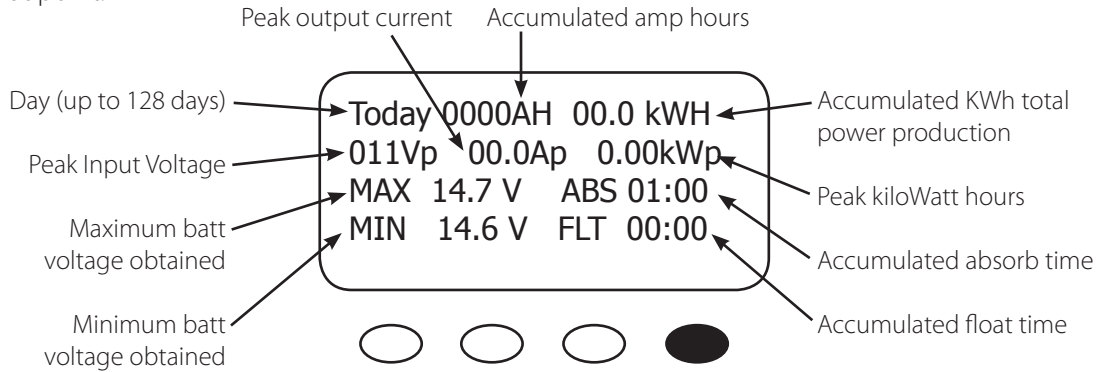 Peak output current
Accumulated amp hours
Day (up to 128 days)
Peak Input Voltage
Maximum batt
voltage obtained
Minimum batt
voltage obtained
Today 0000AH 00.0 kWH
011Vp 00.0Ap 0.00kWp
MAX 14.7 V ABS 01:00
MIN 14.6 V FLT 00:00
Accumulated KWh total
power production
Peak kiloWatt hours
Accumulated absorb time
Accumulated float time